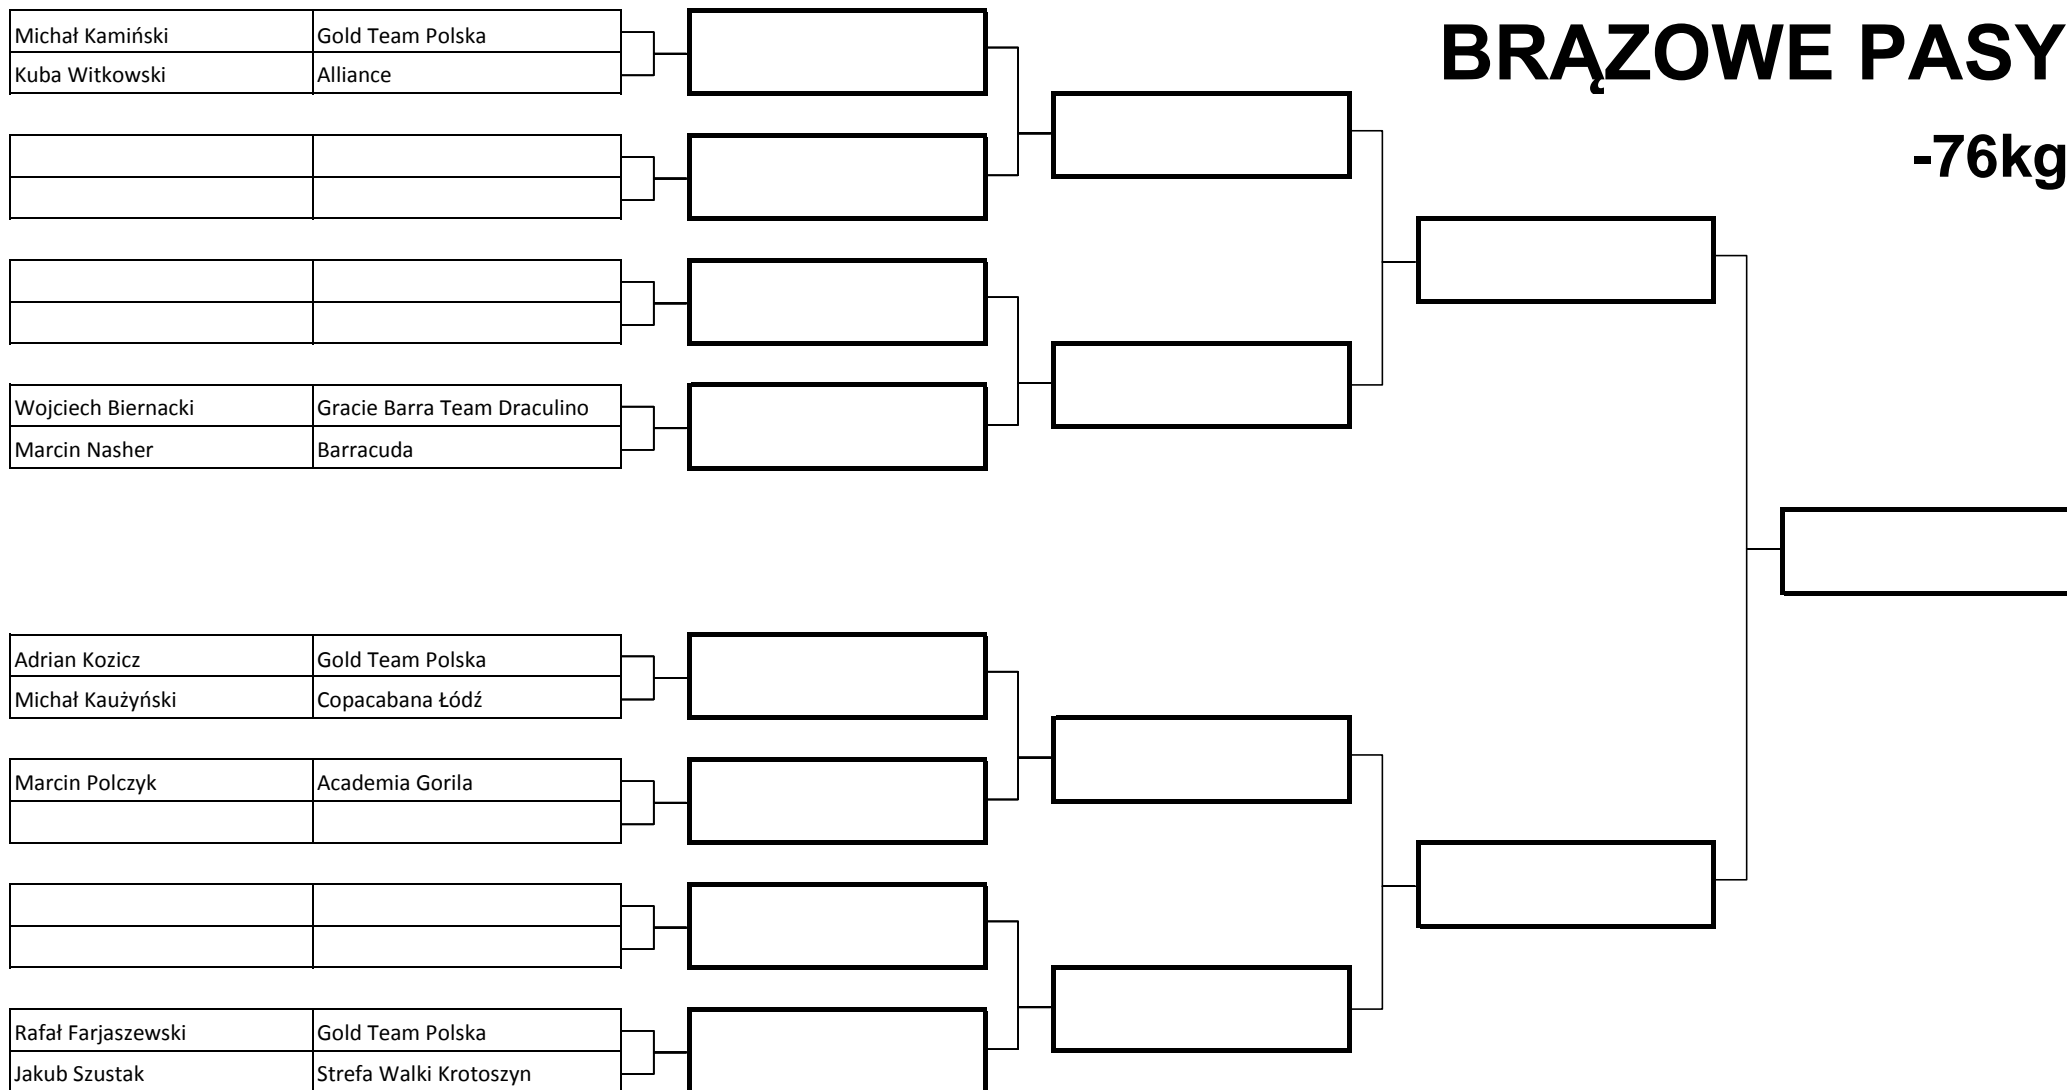 BRĄZOWE PASY
-76kg
Michał Kamiński Gold Team Polska
Kuba Witkowski Alliance
Wojciech Biernacki Gracie Barra Team Draculino
Marcin Nasher Barracuda
Adrian Kozicz Gold Team Polska
Michał Kaużyński Copacabana Łódź
Marcin Polczyk Academia Gorila
Rafał Farjaszewski Gold Team Polska
Jakub Szustak Strefa Walki Krotoszyn